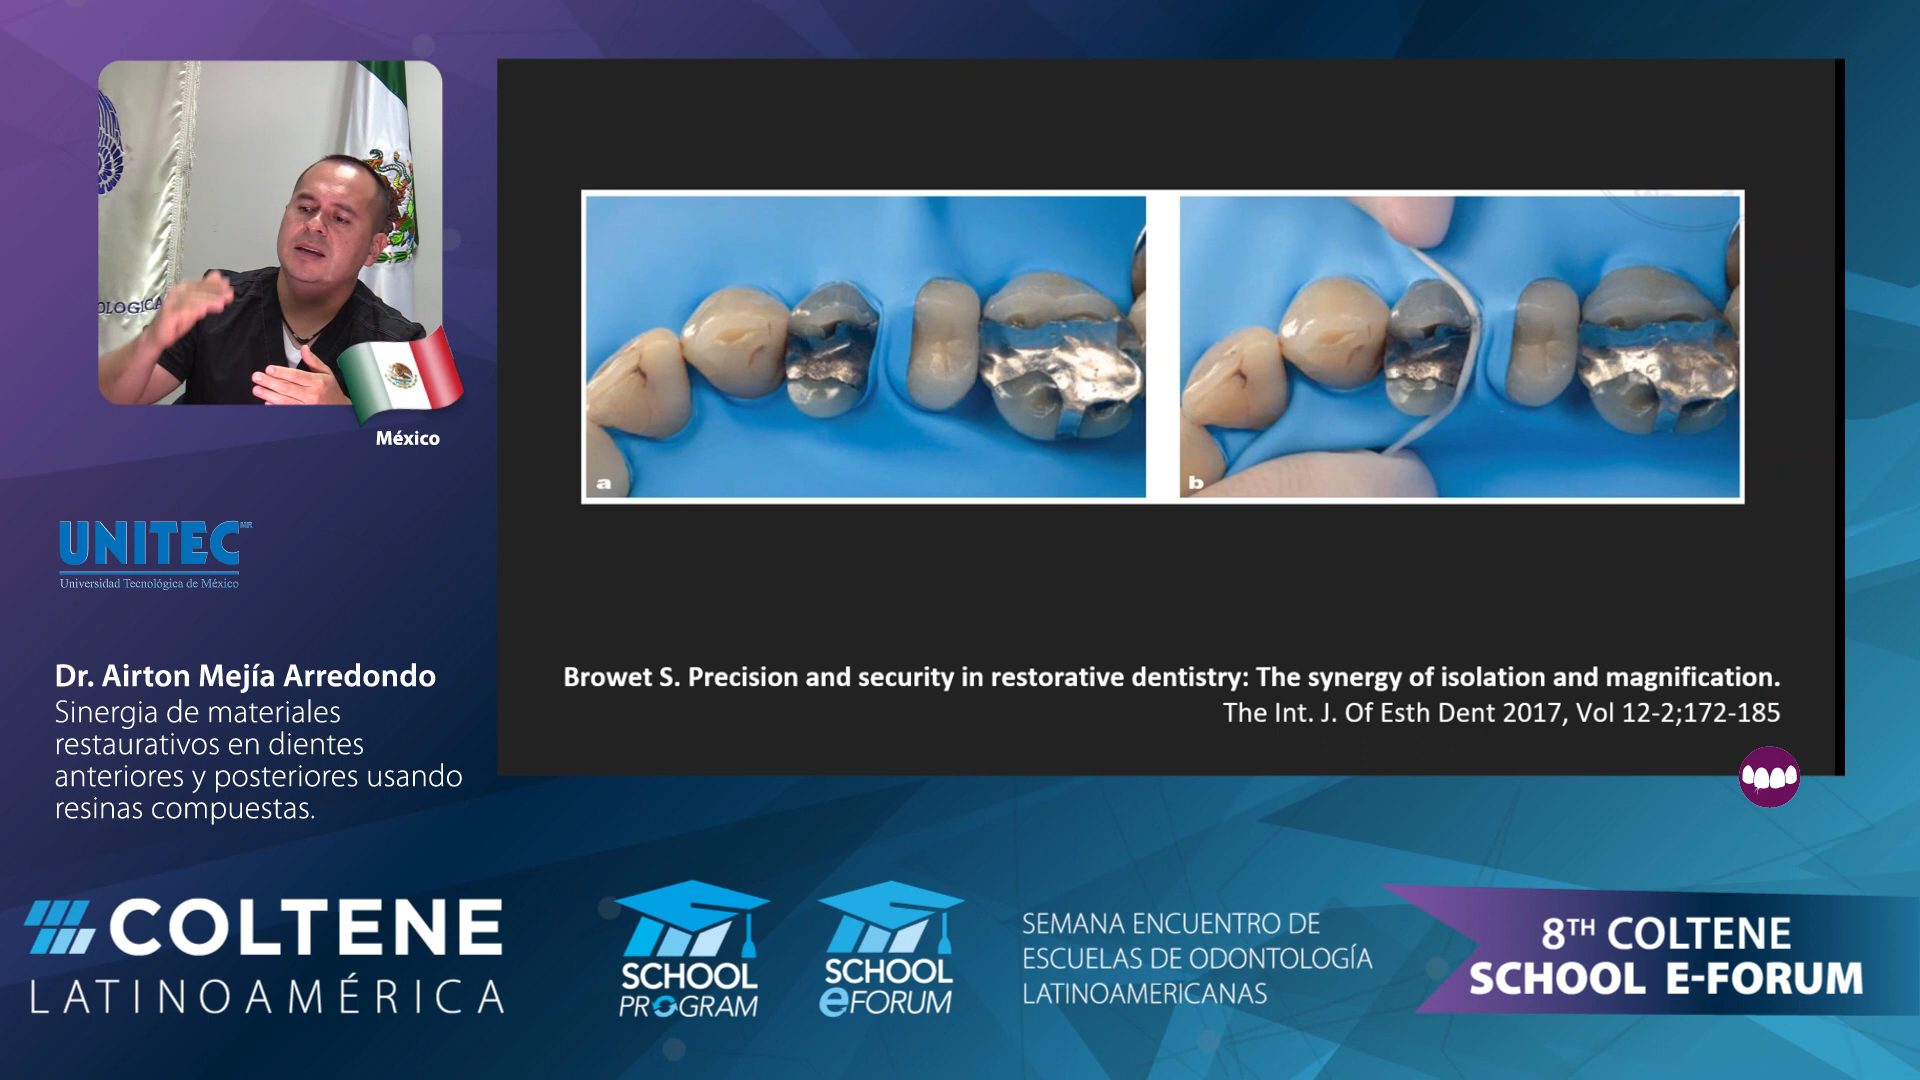 OLOGICA
México
UNITEC MR
Universidad Tecnológica de México
Dr. Airton Mejía Arredondo
Sinergia de materiales
restaurativos en dientes
anteriores y posteriores usando
resinas compuestas.
a
b
Browet S. Precision and security in restorative dentistry: The synergy of isolation and magnification.
The Int. J. Of Esth Dent 2017, Vol 12-2;172-185
COLTENE
LATINOAMÉRICA
SCHOOL
PROGRAM
SCHOOL
eFORUM
SEMANA ENCUENTRO DE
ESCUELAS DE ODONTOLOGÍA
LATINOAMERICANAS
8TH COLTENE
SCHOOL E-FORUM